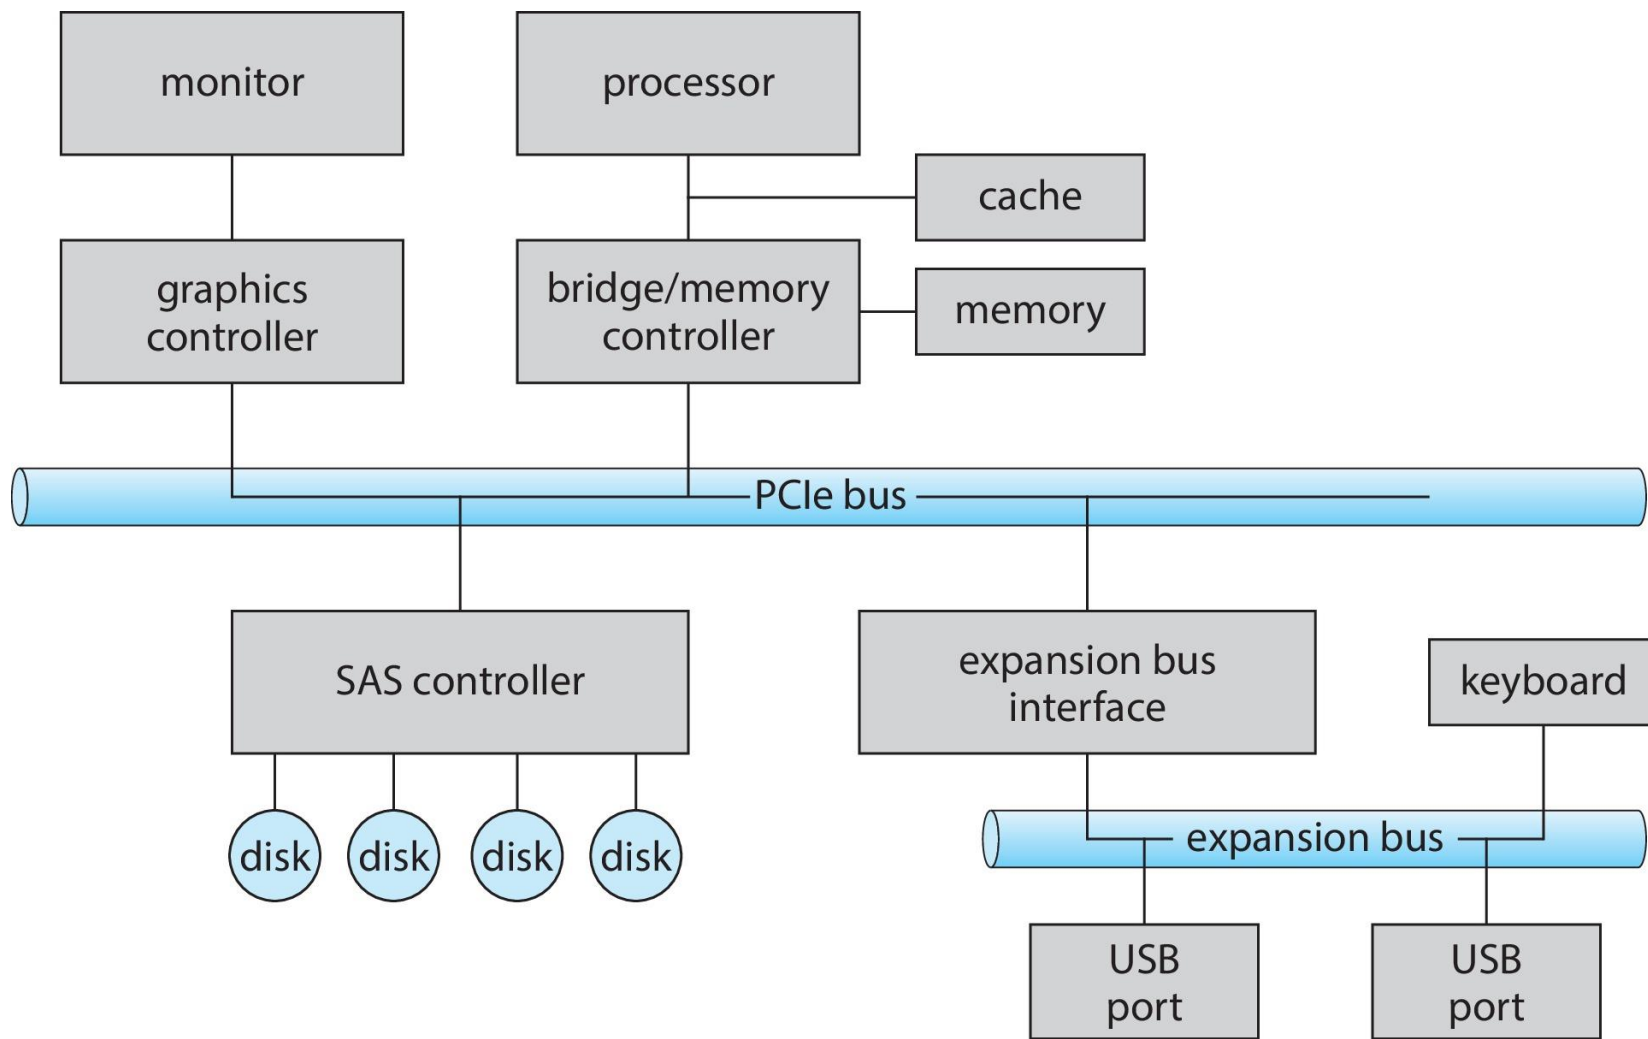 monitor
processor
cache
graphics
controller
bridge/memory
controller
memory
PCIe bus
SAS controller
expansion bus
interface
keyboard
disk
disk
disk
disk
expansion bus
USB
port
USB
port